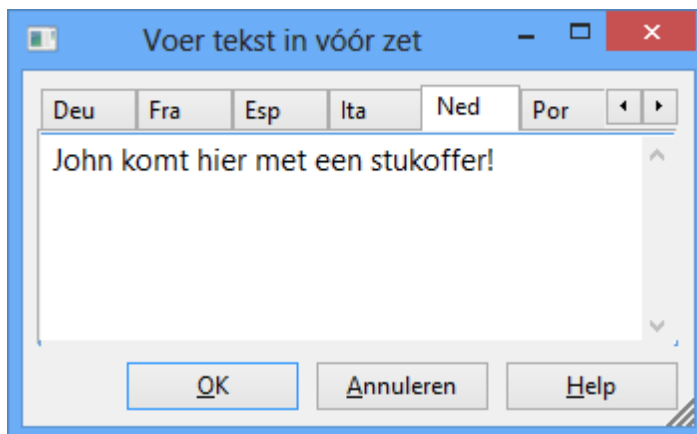 Voer tekst in vóór zet
Deu Fra Esp Ita Ned Por
John komt hier met een stukoffer!
OK Annuleren Help